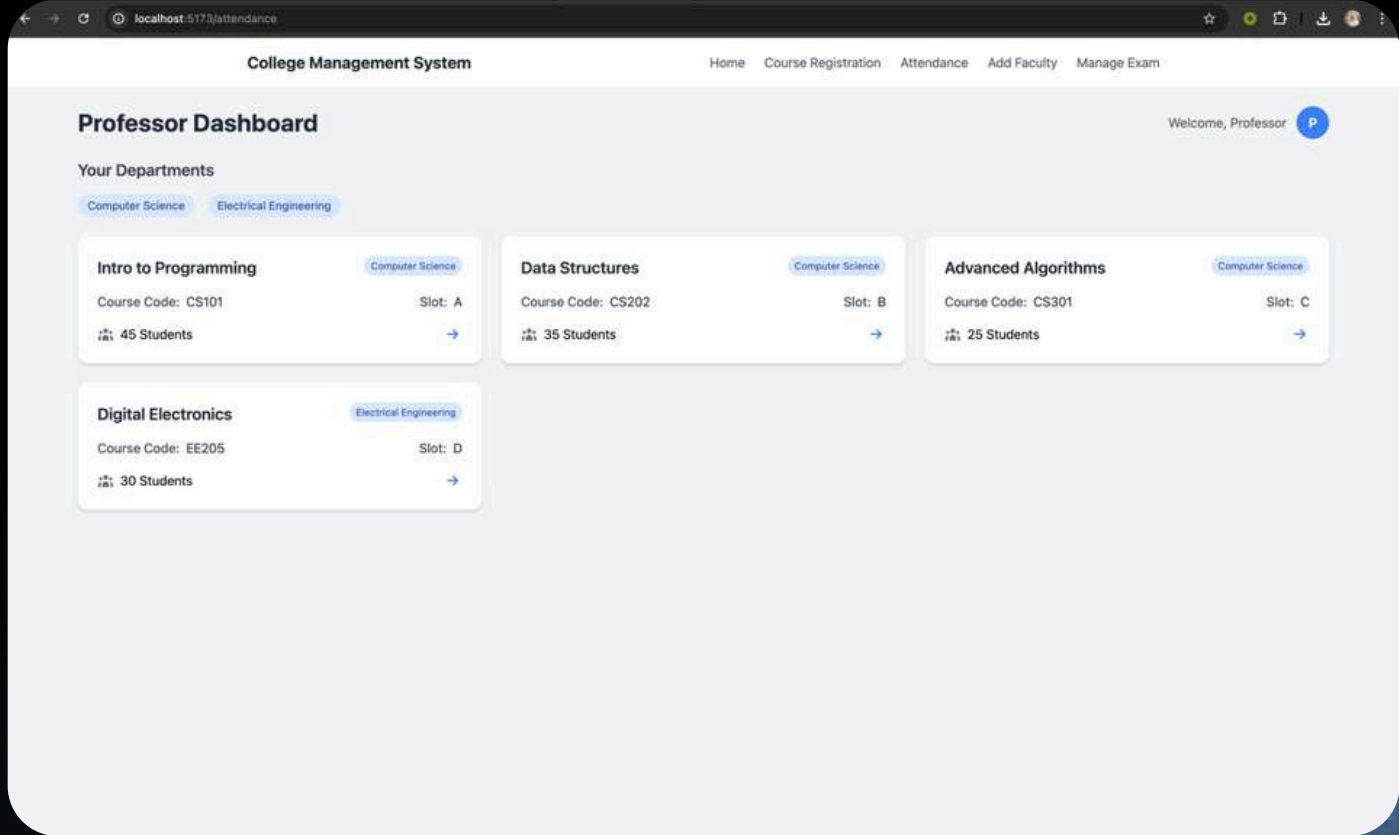 localhost:5173/attendance
College Management System Home Course Registration Attendance Add Faculty Manage Exam
Professor Dashboard Welcome, Professor P
Your Departments
Computer Science Electrical Engineering
Intro to Programming Computer Science
Course Code: CS101 Slot: A
45 Students
Data Structures Computer Science
Course Code: CS202 Slot: B
35 Students
Advanced Algorithms Computer Science
Course Code: CS301 Slot: C
25 Students
Digital Electronics Electrical Engineering
Course Code: EE205 Slot: D
30 Students